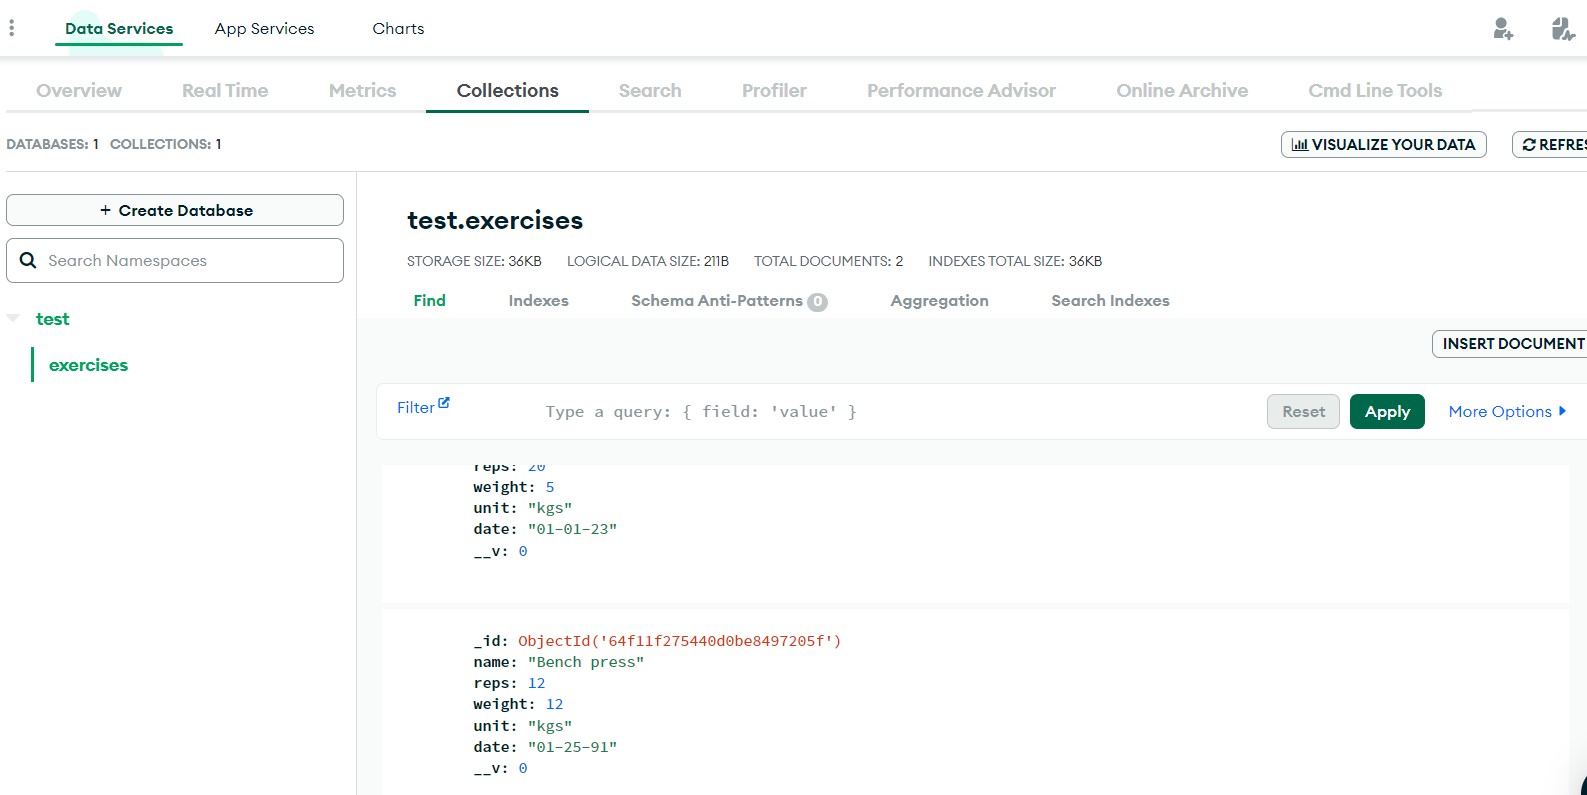 Data Services App Services Charts
Overview Real Time Metrics Collections Search Profiler Performance Advisor Online Archive Cmd Line Tools
DATABASES: 1 COLLECTIONS: 1
VISUALIZE YOUR DATA
REFRES
+ Create Database
Search Namespaces
test
exercises
test.exercises
STORAGE SIZE: 36KB LOGICAL DATA SIZE: 211B TOTAL DOCUMENTS: 2 INDEXES TOTAL SIZE: 36KB
Find Indexes Schema Anti-Patterns 0 Aggregation Search Indexes
INSERT DOCUMENT
Filter Type a query: { field: 'value' } Reset Apply More Options
reps: 20
weight: 5
unit: "kgs"
date: "01-01-23"
__v: 0
_id: ObjectId('64f11f275440d0be8497205f')
name: "Bench press"
reps: 12
weight: 12
unit: "kgs"
date: "01-25-91"
__v: 0